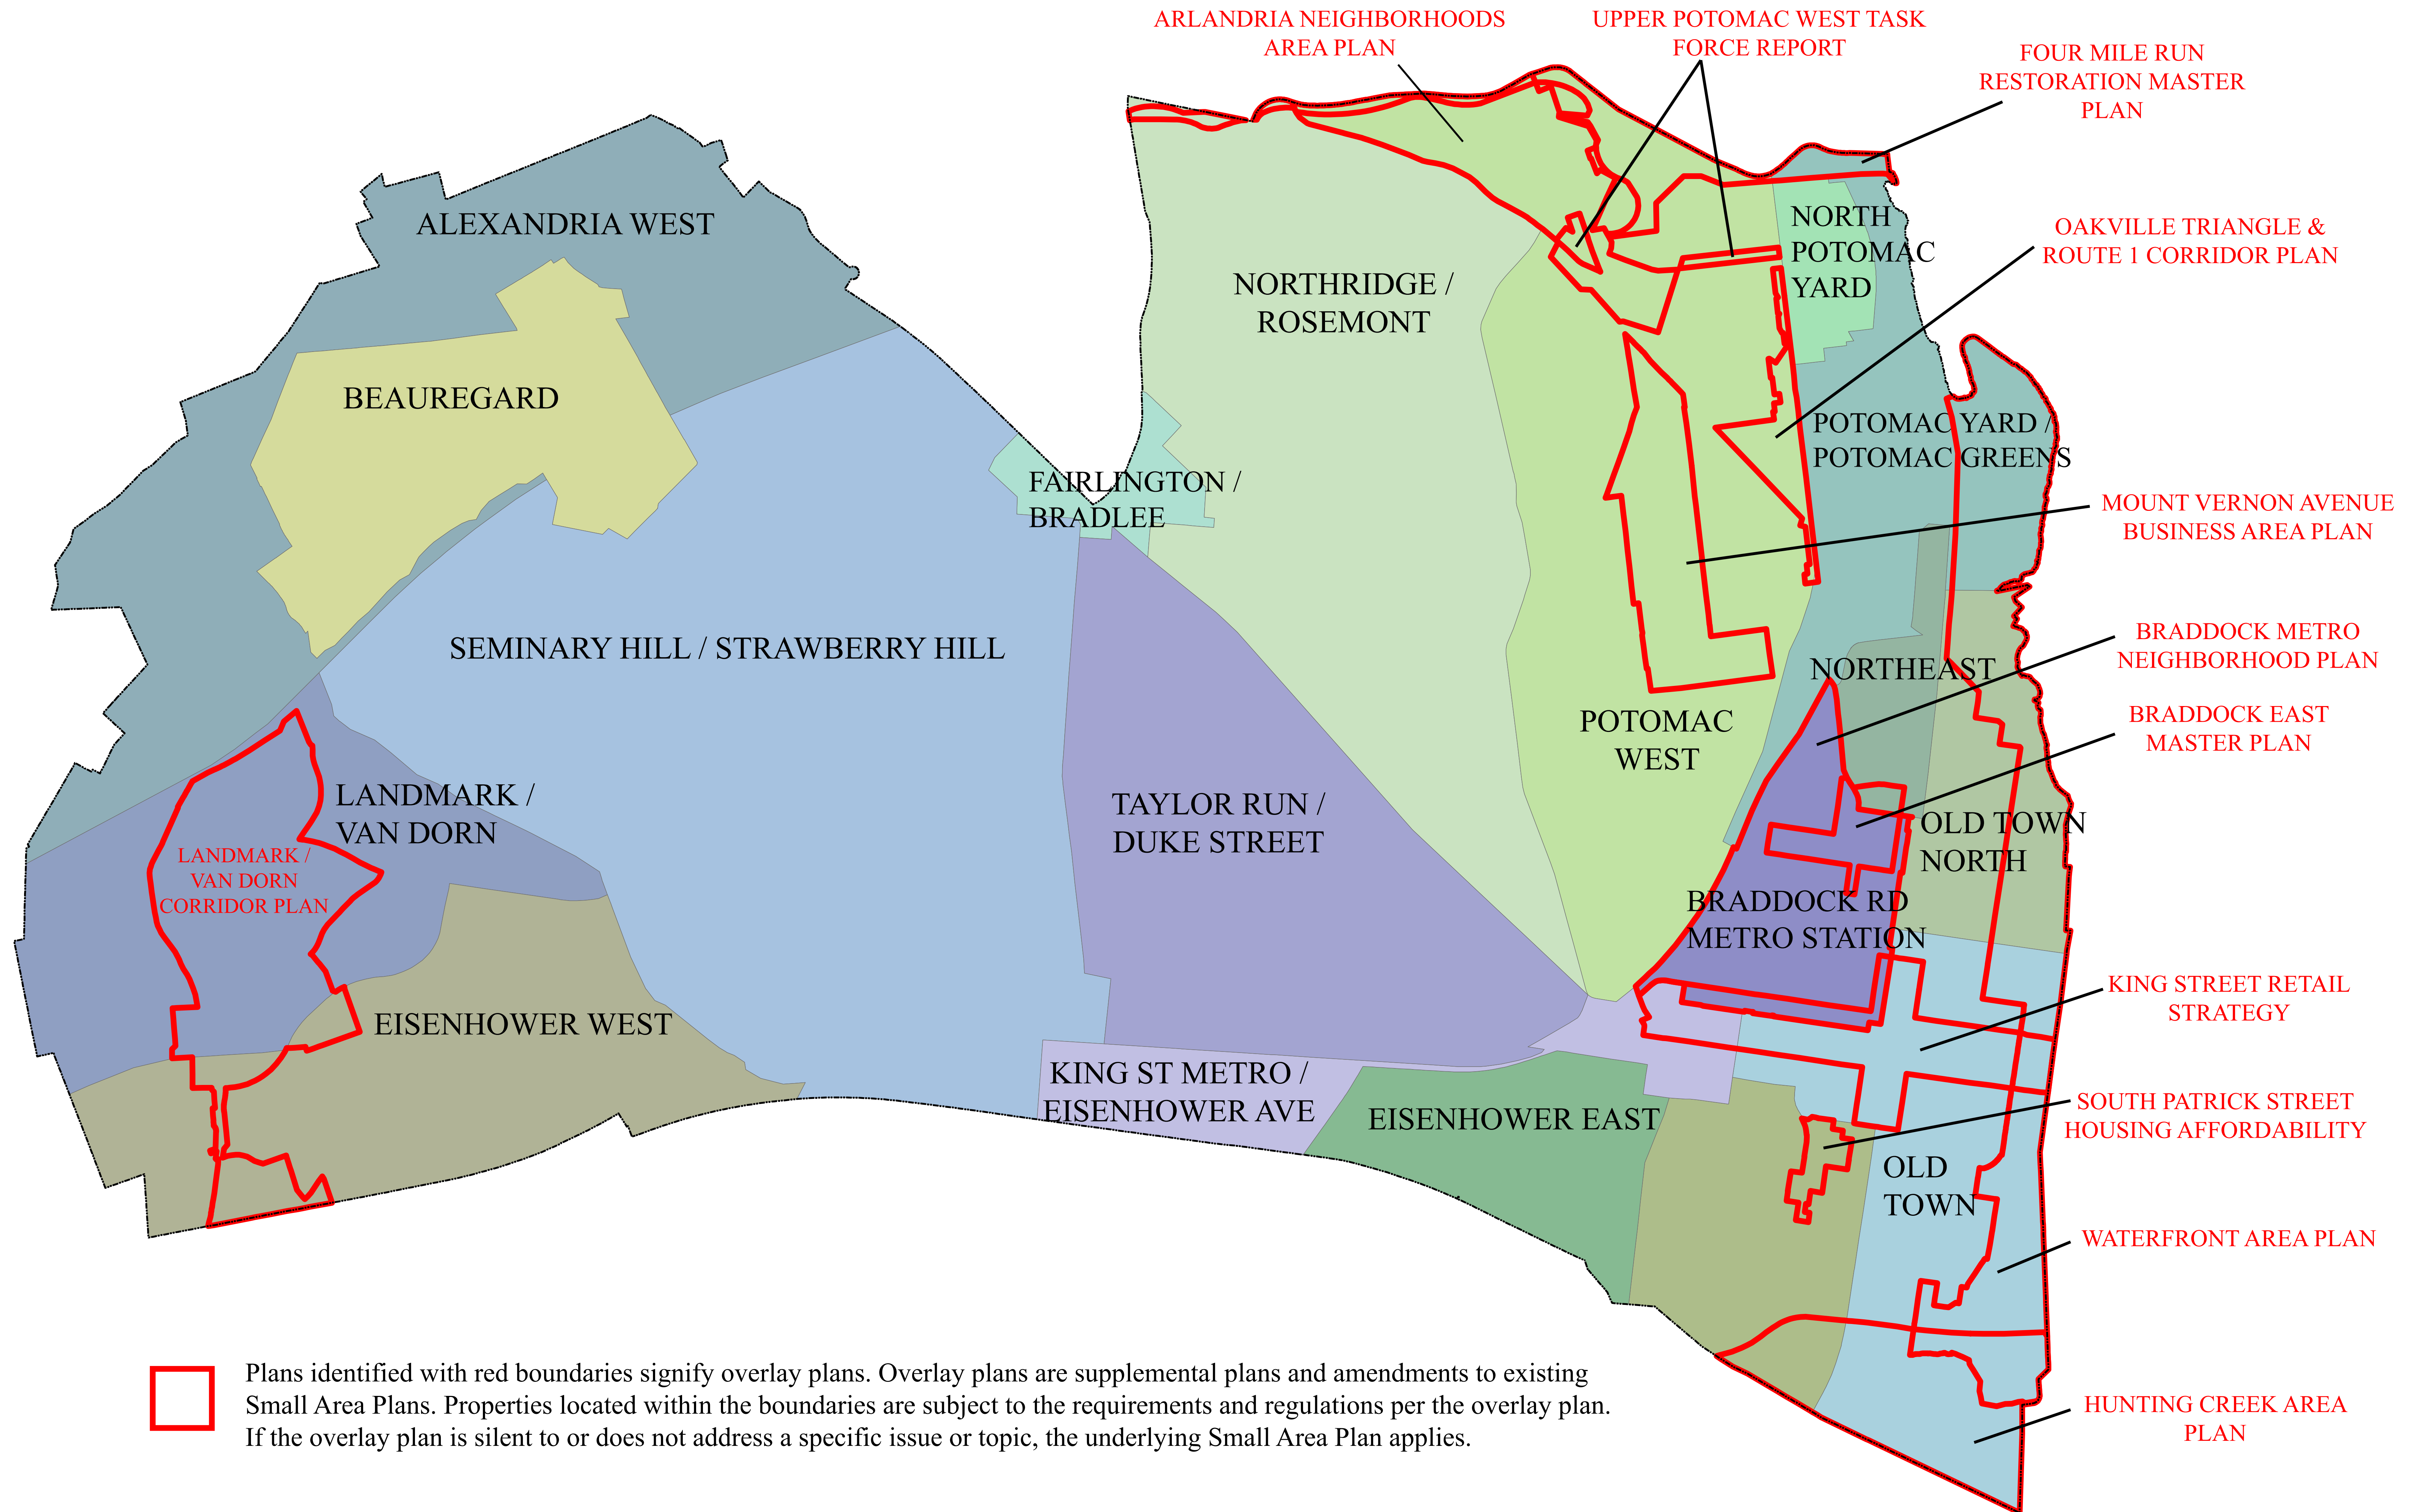 ARLANDRIA NEIGHBORHOODS
AREA PLAN
UPPER POTOMAC WEST TASK
FORCE REPORT
FOUR MILE RUN
RESTORATION MASTER
PLAN
ALEXANDRIA WEST
NORTH
POTOMAC
YARD
OAKVILLE TRIANGLE &
ROUTE 1 CORRIDOR PLAN
NORTHRIDGE /
ROSEMONT
BEAUREGARD
POTOMAC YARD /
POTOMAC GREENS
FAIRLINGTON /
BRADLEE
MOUNT VERNON AVENUE
BUSINESS AREA PLAN
SEMINARY HILL / STRAWBERRY HILL
NORTHEAST
BRADDOCK METRO
NEIGHBORHOOD PLAN
POTOMAC
WEST
BRADDOCK EAST
MASTER PLAN
LANDMARK /
VAN DORN
TAYLOR RUN /
DUKE STREET
OLD TOWN
NORTH
LANDMARK /
VAN DORN
CORRIDOR PLAN
BRADDOCK RD
METRO STATION
KING STREET RETAIL
STRATEGY
EISENHOWER WEST
KING ST METRO /
EISENHOWER AVE
EISENHOWER EAST
SOUTH PATRICK STREET
HOUSING AFFORDABILITY
OLD
TOWN
WATERFRONT AREA PLAN
Plans identified with red boundaries signify overlay plans. Overlay plans are supplemental plans and amendments to existing
Small Area Plans. Properties located within the boundaries are subject to the requirements and regulations per the overlay plan.
If the overlay plan is silent to or does not address a specific issue or topic, the underlying Small Area Plan applies.
HUNTING CREEK AREA
PLAN